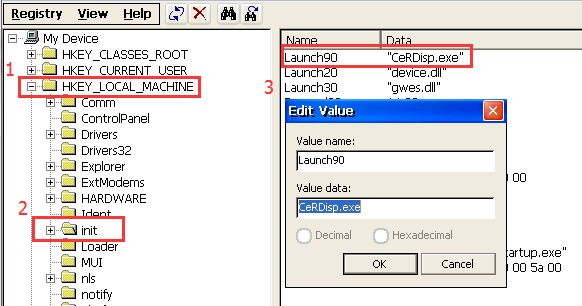 Registry View Help
My Device
1
HKEY_CLASSES_ROOT
HKEY_CURRENT_USER
HKEY_LOCAL_MACHINE
Comm
ControlPanel
Drivers
Drivers32
Explorer
ExtModems
HARDWARE
Ident
2
init
Loader
MUI
nls
notify
Name Data
Launch90 "CeRDisp.exe"
Launch20 "device.dll"
3
Launch30 "gwes.dll"
Edit Value
Value name:
Launch90
Value data:
CeRDisp.exe
Decimal Hexadecimal
OK Cancel
00
startup.exe"
00 5a 00